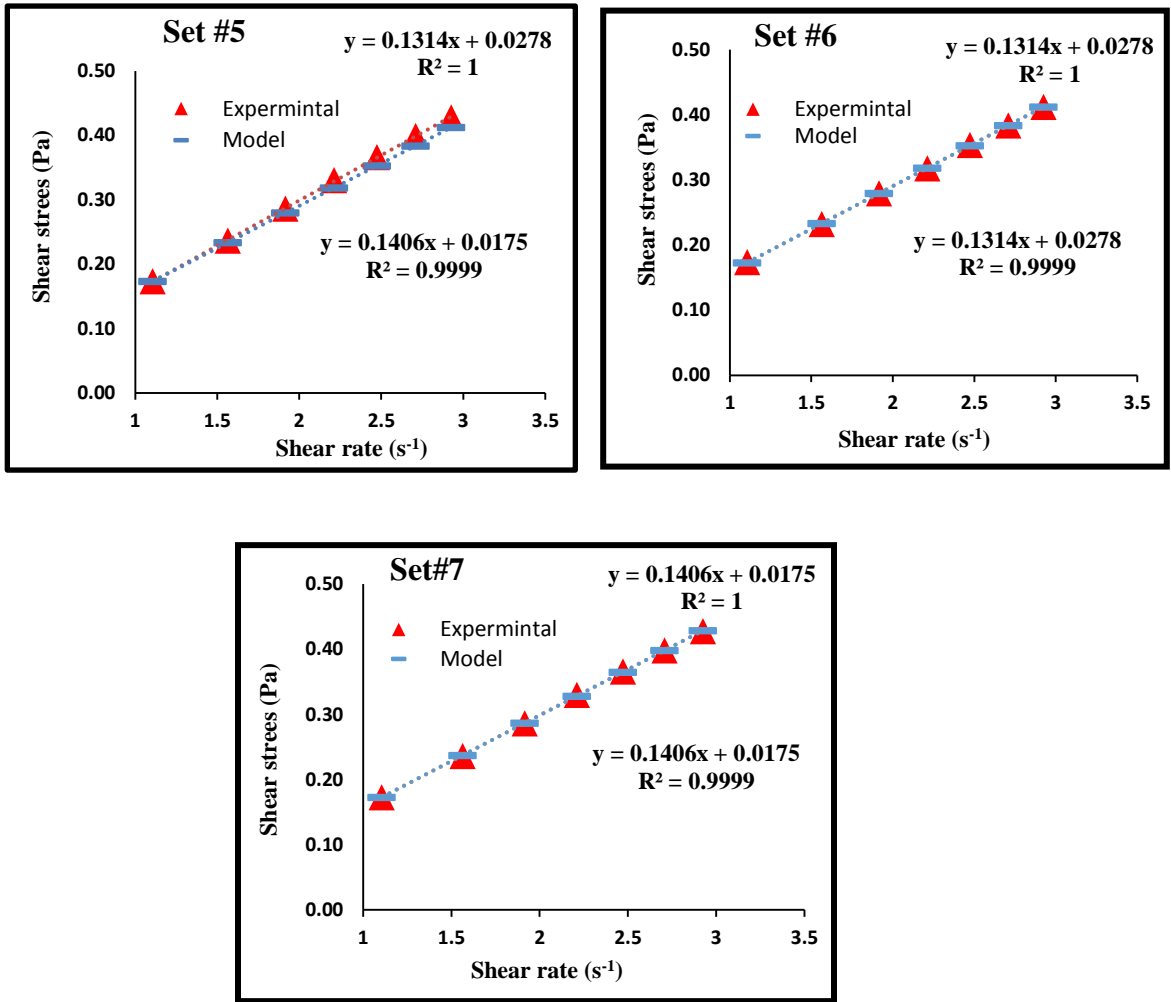 Set #5
y = 0.1314x + 0.0278
R² = 1
Expermintal
Model
y = 0.1406x + 0.0175
R² = 0.9999
0.50
0.40
0.30
0.20
0.10
0.00
1 1.5 2 2.5 3 3.5
Shear strees (Pa)
Shear rate (s⁻¹)
Set #6
y = 0.1314x + 0.0278
R² = 1
Expermintal
Model
y = 0.1314x + 0.0278
R² = 0.9999
0.50
0.40
0.30
0.20
0.10
0.00
1 1.5 2 2.5 3 3.5
Shear strees (Pa)
Shear rate (s⁻¹)
Set#7
y = 0.1406x + 0.0175
R² = 1
Expermintal
Model
y = 0.1406x + 0.0175
R² = 0.9999
0.50
0.40
0.30
0.20
0.10
0.00
1 1.5 2 2.5 3 3.5
Shear strees (Pa)
Shear rate (s⁻¹)